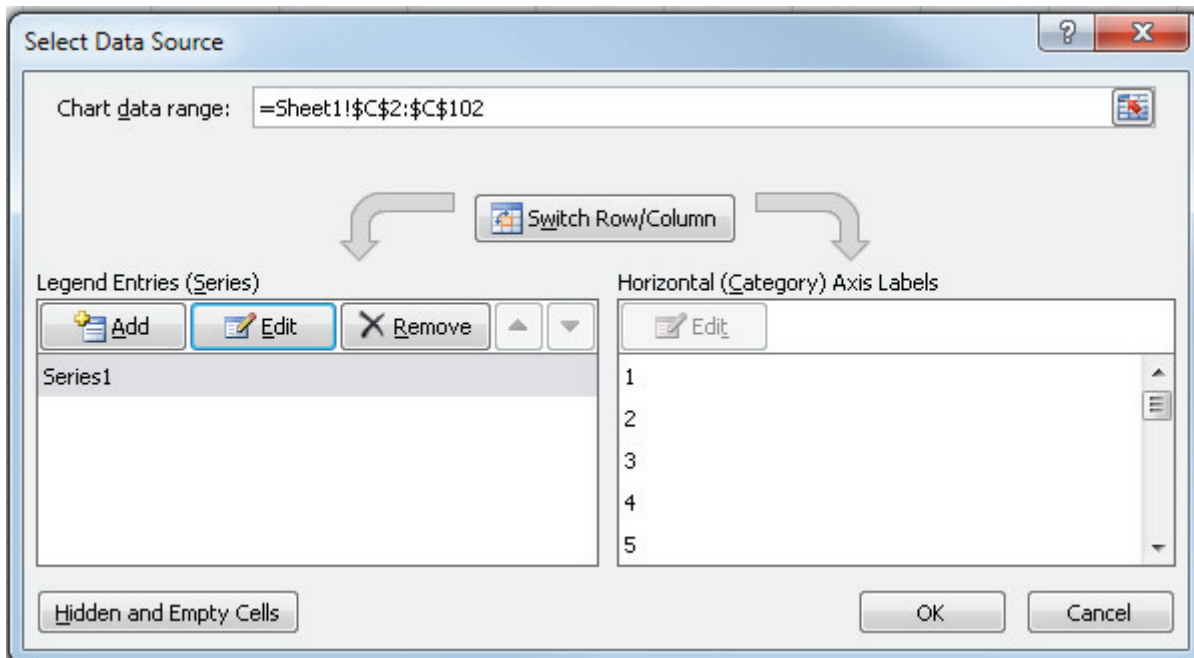 Select Data Source
Chart data range: =Sheet1!$C$2:$C$102
Switch Row/Column
Legend Entries (Series)
Add Edit Remove
Series1
Horizontal (Category) Axis Labels
Edit
1
2
3
4
5
Hidden and Empty Cells
OK Cancel